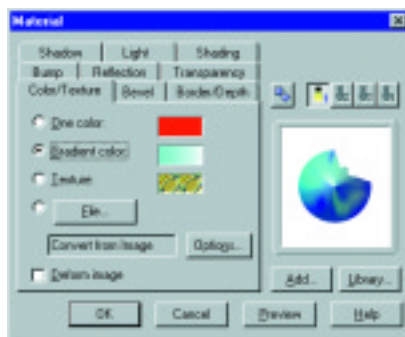 Material
Shadow Light Shading
Bump Reflection Transparency
Color/Texture Bevel Border/Depth
One color:
Gradient color:
Texture
File...
Convert from Image Options...
Deform image
Add... Library...
OK Cancel Preview Help